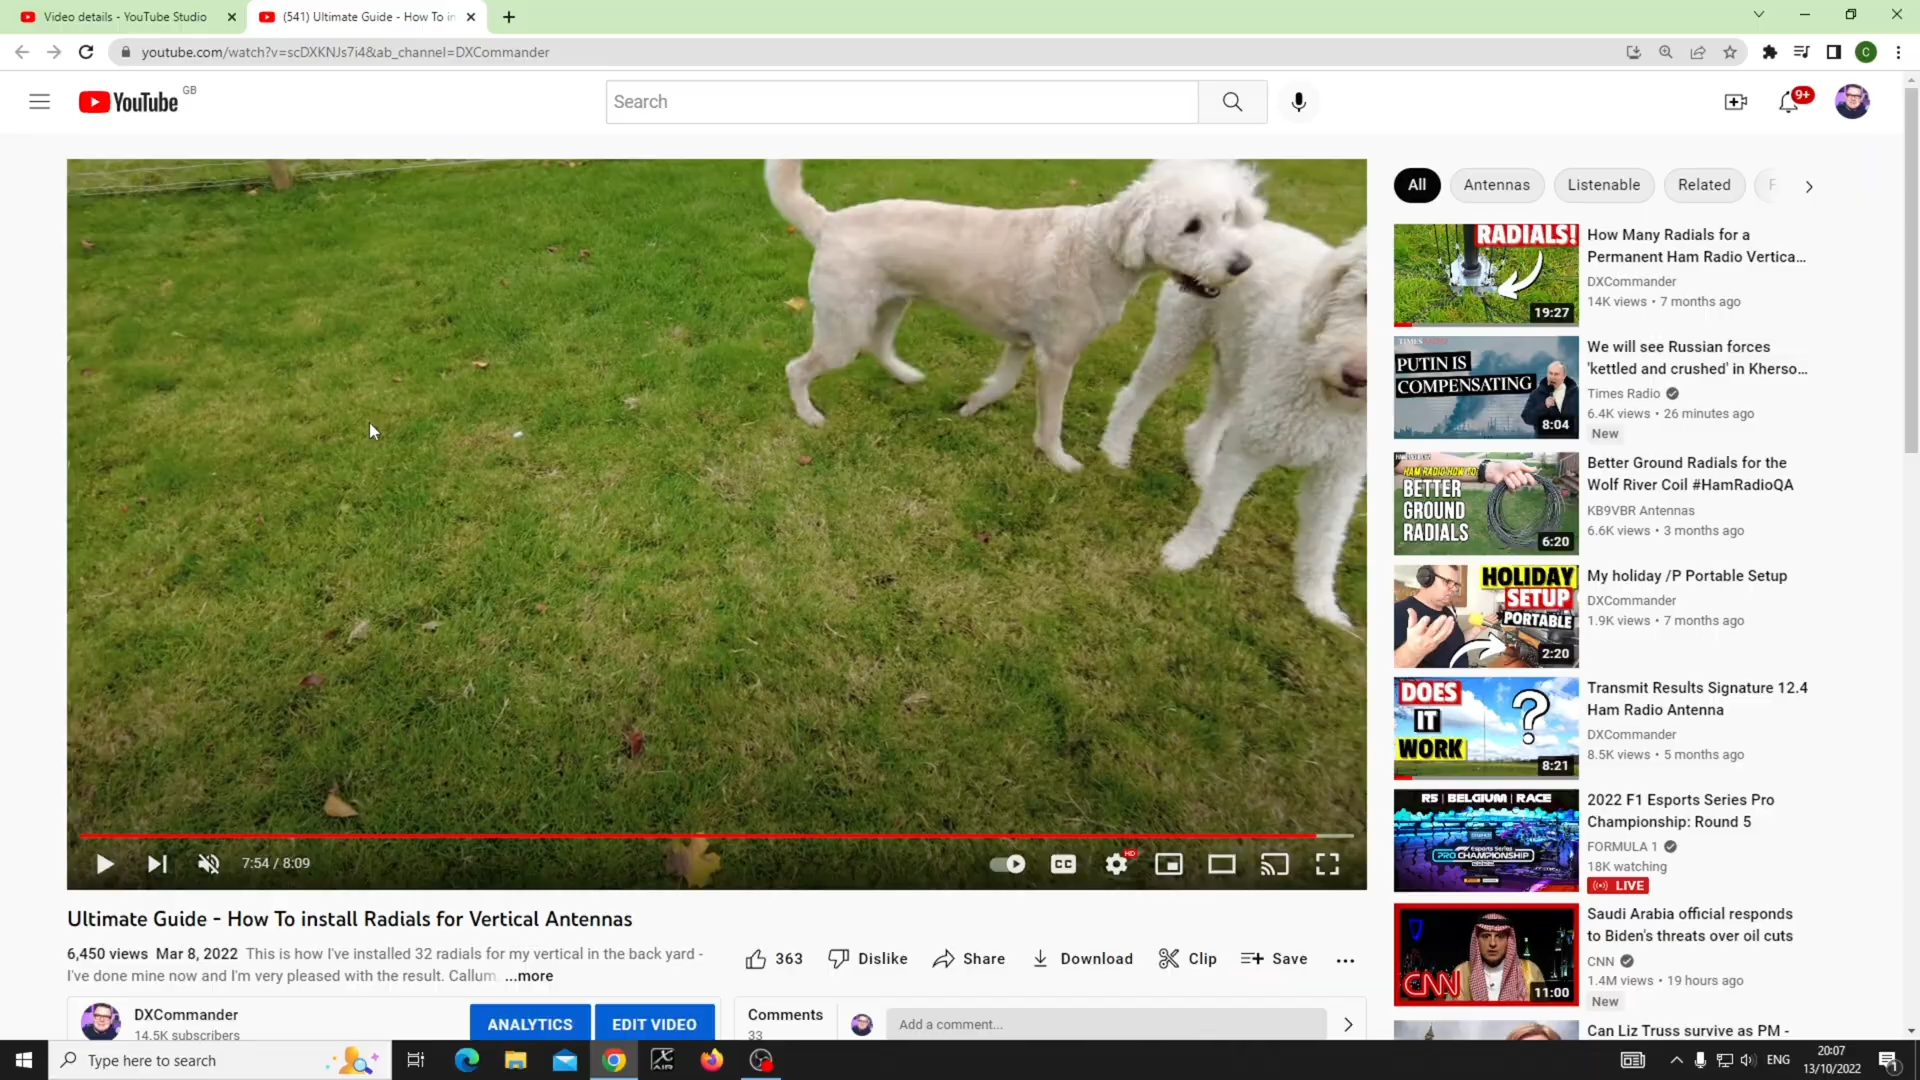 Video details - YouTube Studio
(541) Ultimate Guide - How To in
youtube.com/watch?v=scDXKNJs7i4&ab_channel=DXCommander
C
YouTube GB
Search
9+
All
Antennas
Listenable
Related
RADIALS!
19:27
How Many Radials for a
Permanent Ham Radio Vertica...
DXCommander
14K views • 7 months ago
PUTIN IS
COMPENSATING
8:04
We will see Russian forces
'kettled and crushed' in Kherso...
Times Radio
6.4K views • 26 minutes ago
New
HAM RADIO HOW TO
BETTER
GROUND
RADIALS
6:20
Better Ground Radials for the
Wolf River Coil #HamRadioQA
KB9VBR Antennas
6.6K views • 3 months ago
HOLIDAY
SETUP
PORTABLE
2:20
My holiday /P Portable Setup
DXCommander
1.9K views • 7 months ago
DOES
IT
WORK
?
8:21
Transmit Results Signature 12.4
Ham Radio Antenna
DXCommander
8.5K views • 5 months ago
R5 | BELGIUM | RACE
PRO CHAMPIONSHIP
2022 F1 Esports Series Pro
Championship: Round 5
FORMULA 1
18K watching
LIVE
CNN
11:00
Saudi Arabia official responds
to Biden's threats over oil cuts
CNN
1.4M views • 19 hours ago
New
Can Liz Truss survive as PM -
7:54 / 8:09
CC
HD
Ultimate Guide - How To install Radials for Vertical Antennas
6,450 views Mar 8, 2022 This is how I've installed 32 radials for my vertical in the back yard -
I've done mine now and I'm very pleased with the result. Callum. ...more
363
Dislike
Share
Download
Clip
Save
DXCommander
14.5K subscribers
ANALYTICS
EDIT VIDEO
Comments
33
Add a comment...
Type here to search
AIR
ENG
20:07
13/10/2022
1